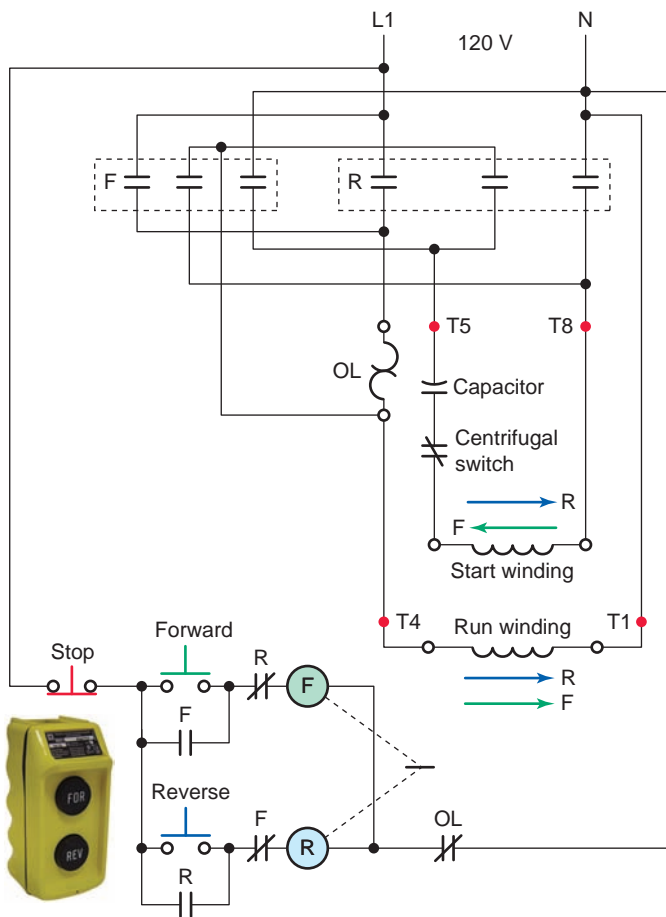 L1
120 V
N
F
R
T5
T8
OL
Capacitor
Centrifugal
switch
R
F
Start winding
T4
Run winding
T1
R
F
Stop
Forward
R
F
F
Reverse
F
R
OL
R
FOR
REV